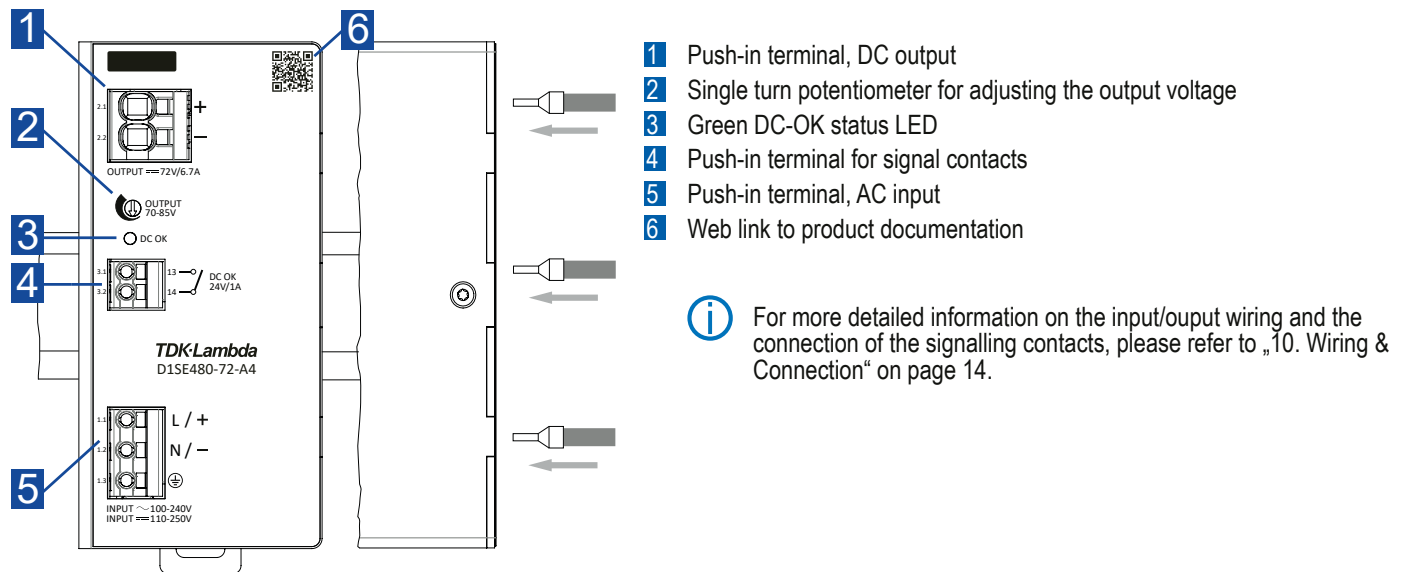 1
6
2.1
+
2.2
−
OUTPUT ⎓72V/6.7A
2
OUTPUT
70-85V
3
DC OK
4
3.1
13
3.2
14
DC OK
24V/1A
TDK·Lambda
D1SE480-72-A4
1.1
L / +
1.2
N / −
1.3
5
INPUT ∼100-240V
INPUT ⎓110-250V
1 Push-in terminal, DC output
2 Single turn potentiometer for adjusting the output voltage
3 Green DC-OK status LED
4 Push-in terminal for signal contacts
5 Push-in terminal, AC input
6 Web link to product documentation
i
For more detailed information on the input/ouput wiring and the
connection of the signalling contacts, please refer to „10. Wiring &
Connection“ on page 14.